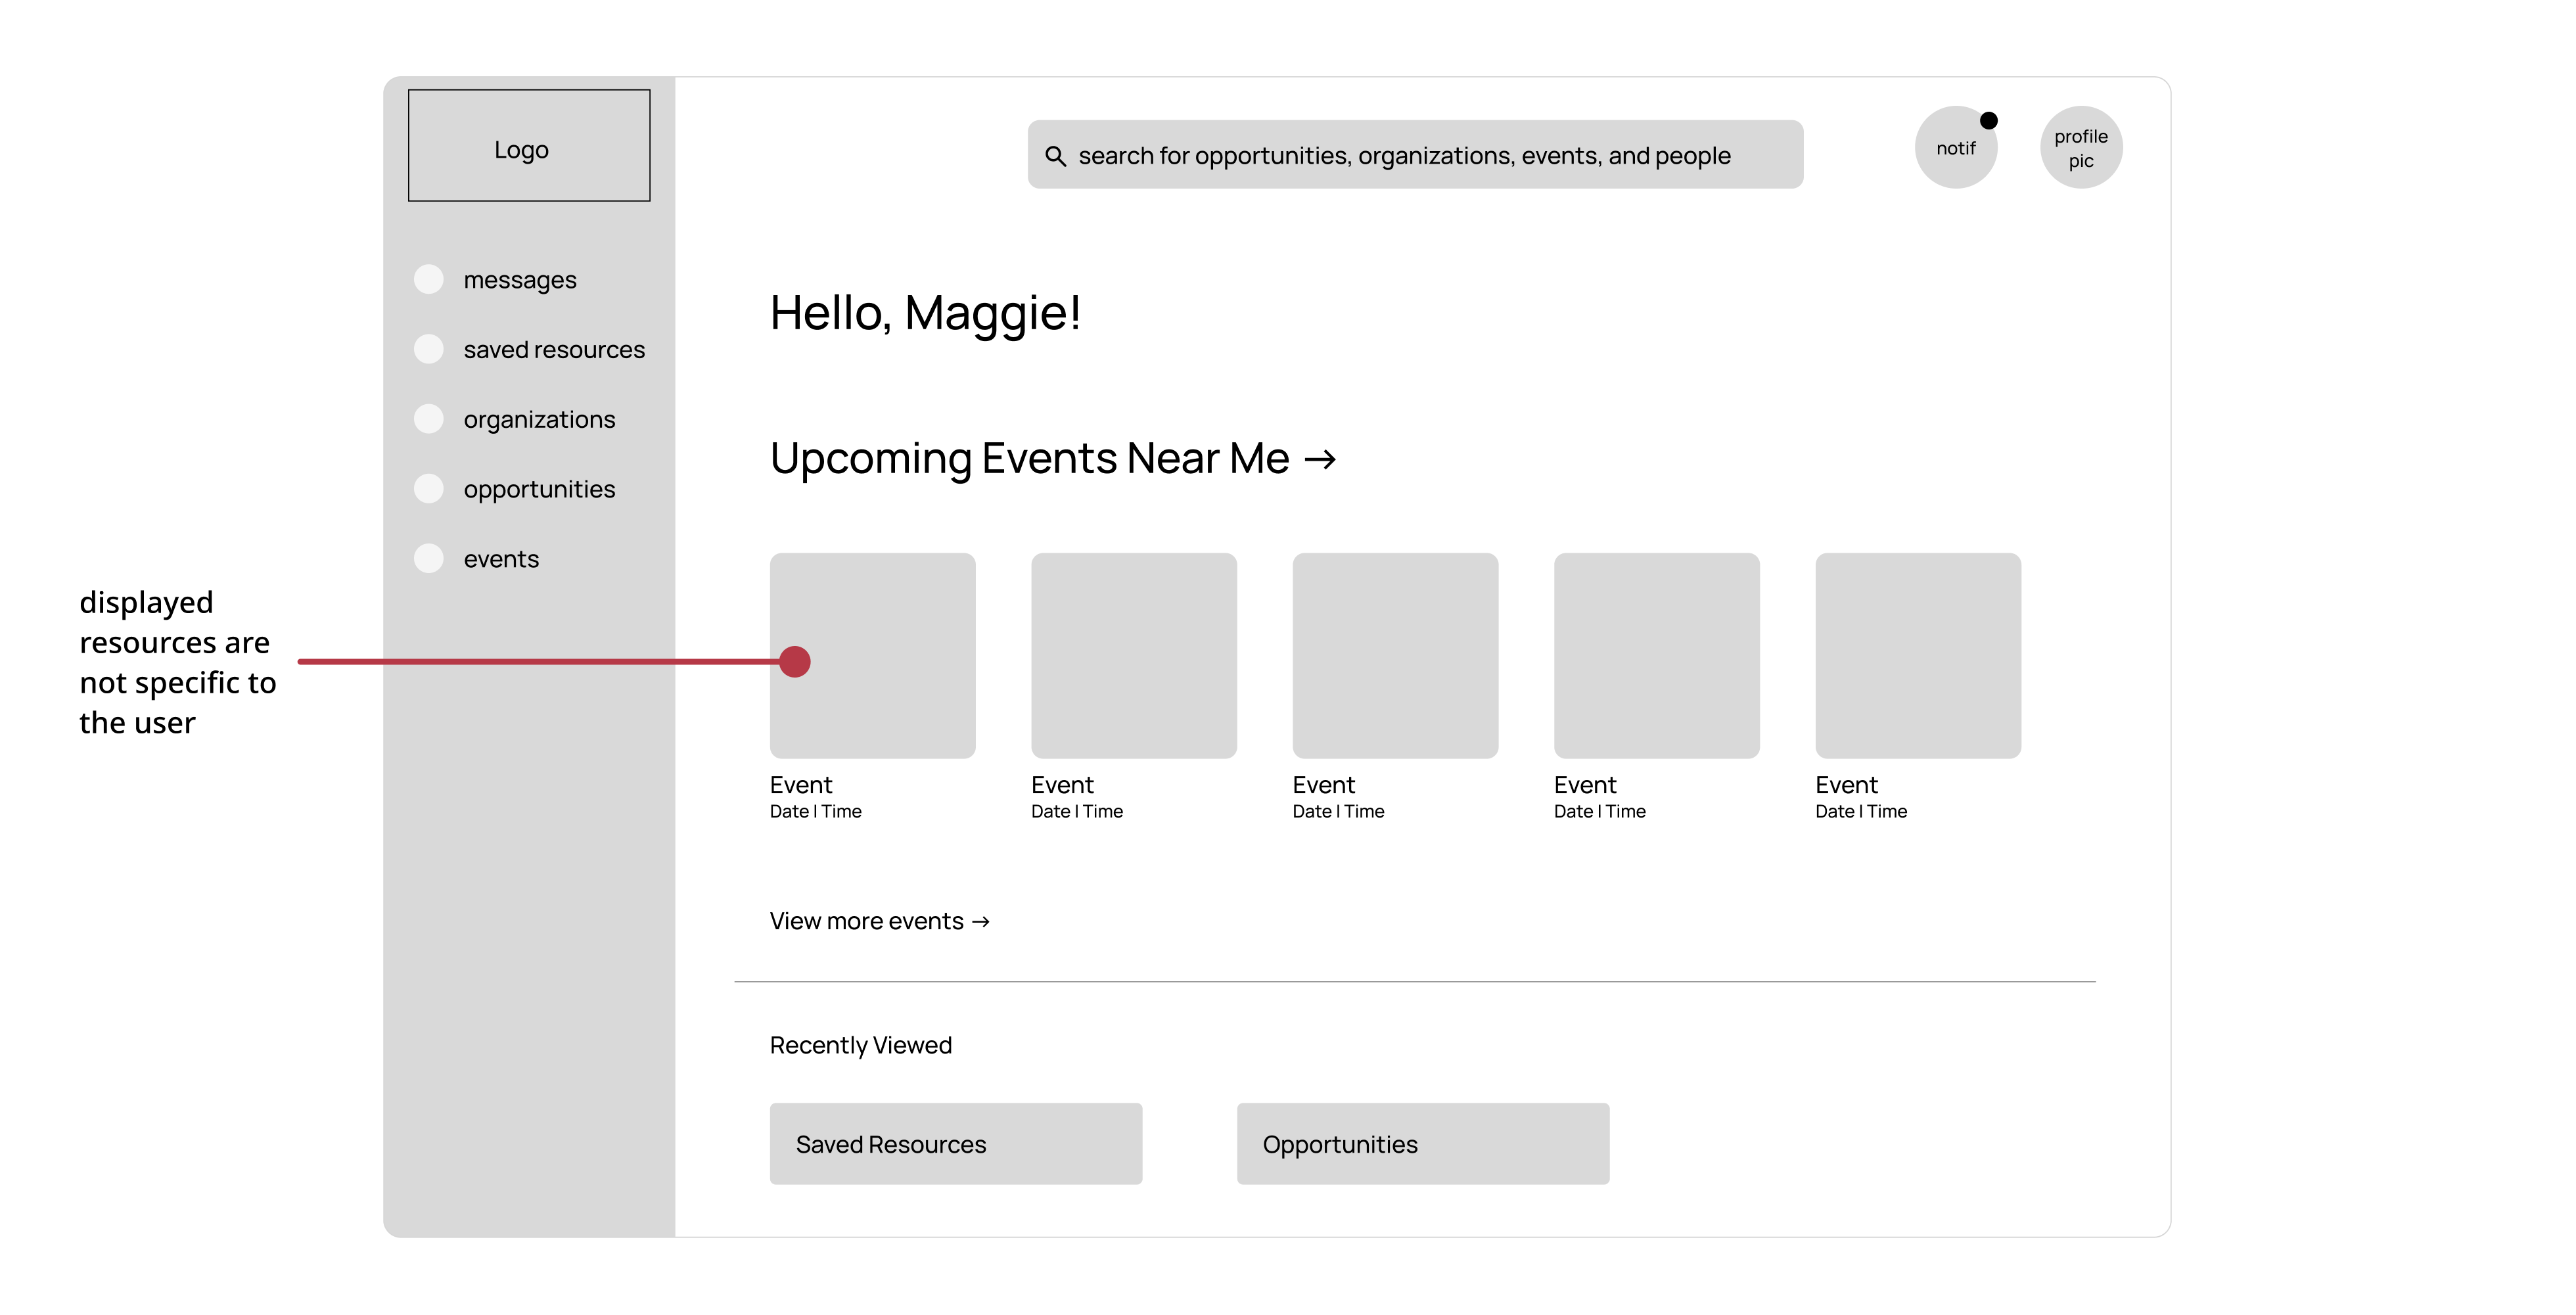 Logo
search for opportunities, organizations, events, and people
notif
profile
pic
messages
saved resources
organizations
opportunities
events
displayed
resources are
not specific to
the user
Hello, Maggie!
Upcoming Events Near Me →
Event
Date | Time
Event
Date | Time
Event
Date | Time
Event
Date | Time
Event
Date | Time
View more events →
Recently Viewed
Saved Resources
Opportunities